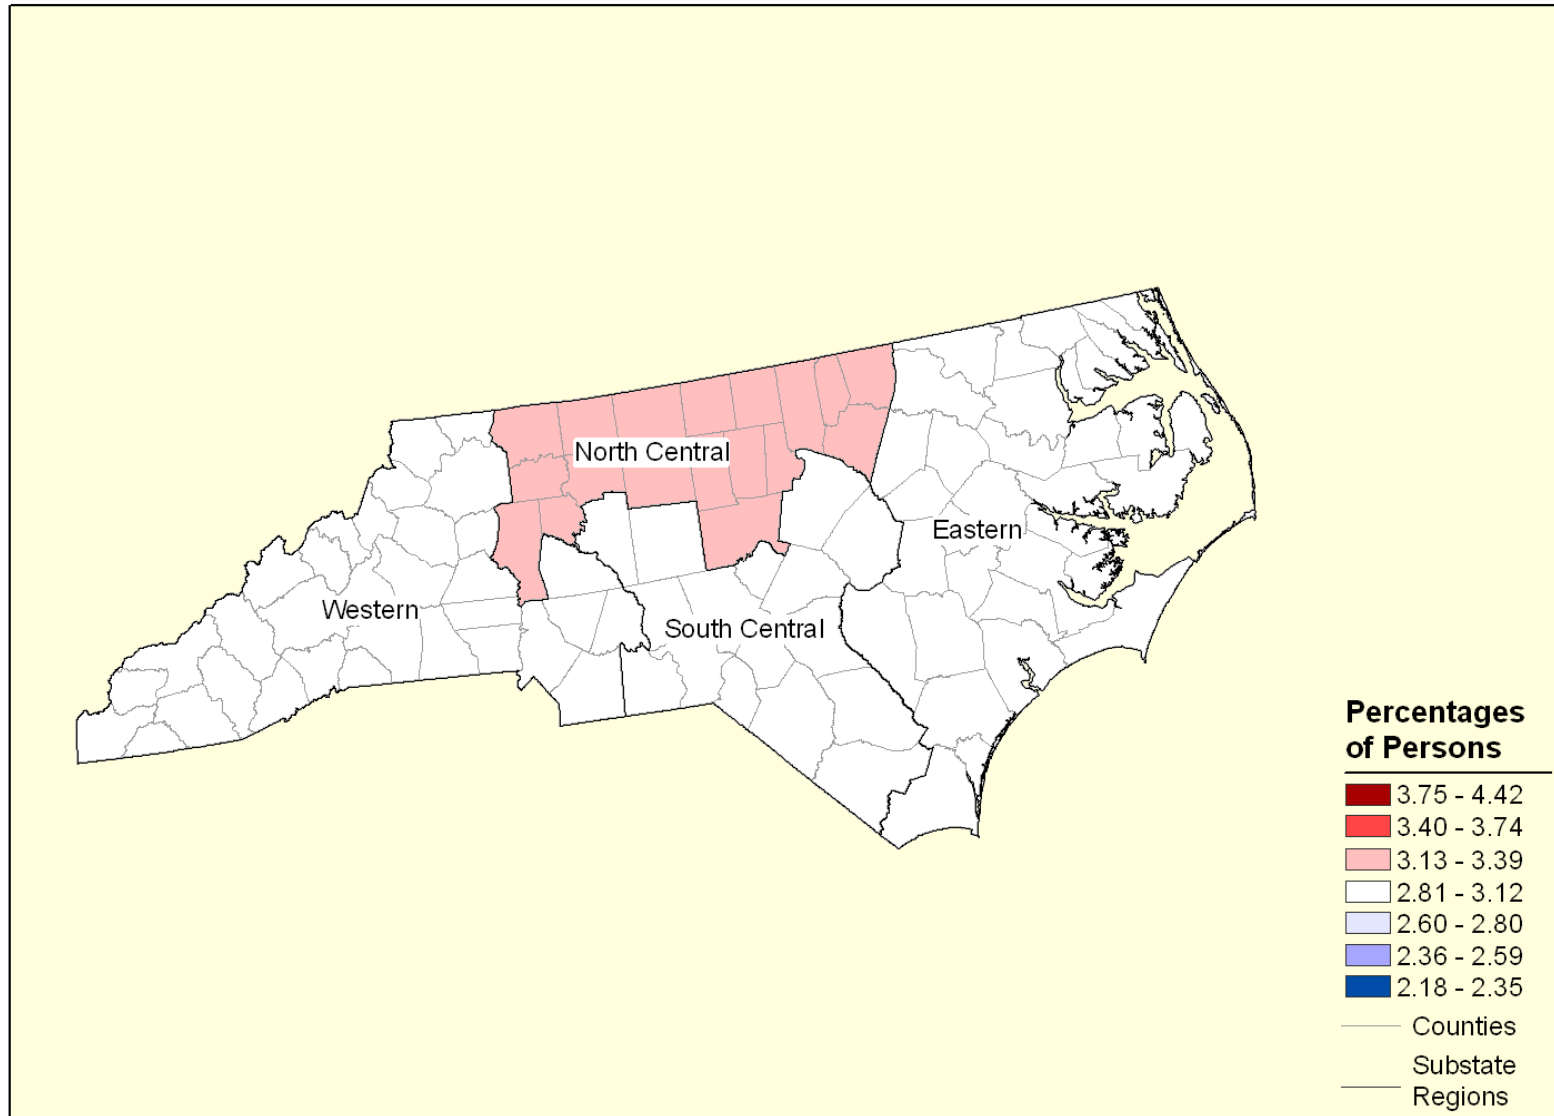 North Central
Eastern
Western
South Central
Percentages
of Persons
3.75 - 4.42
3.40 - 3.74
3.13 - 3.39
2.81 - 3.12
2.60 - 2.80
2.36 - 2.59
2.18 - 2.35
Counties
Substate
Regions